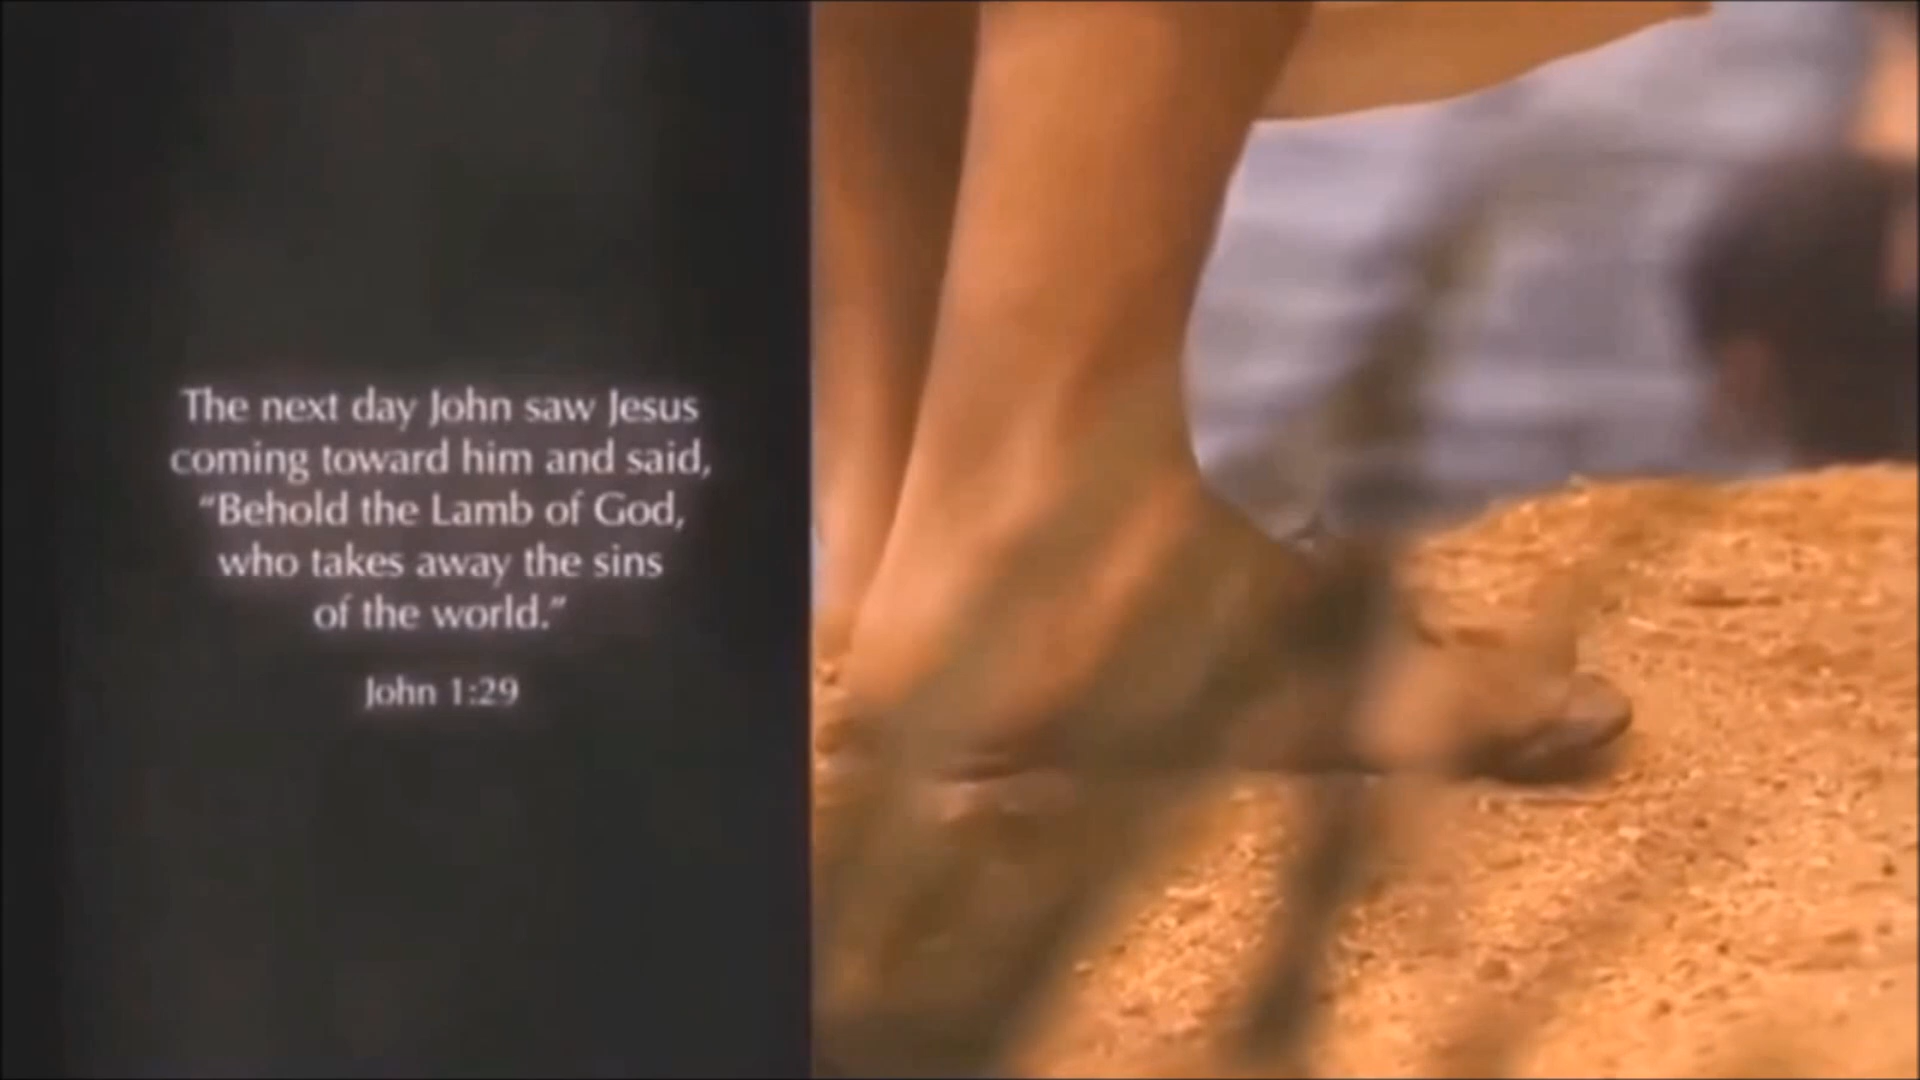 The next day John saw Jesus
coming toward him and said,
“Behold the Lamb of God,
who takes away the sins
of the world.”
John 1:29